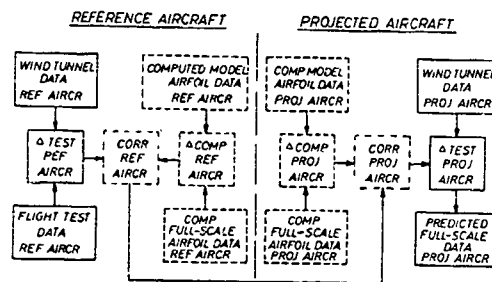 REFERENCE AIRCRAFT
WIND TUNNEL
DATA
REF AIRCR
COMPUTED MODEL
AIRFOIL DATA
REF AIRCR
Δ TEST
REF
AIRCR
CORR
REF
AIRCR
Δ COMP
REF
AIRCR
FLIGHT TEST
DATA
REF AIRCR
COMP
FULL-SCALE
AIRFOIL DATA
REF AIRCR
PROJECTED AIRCRAFT
COMP MODEL
AIRFOIL DATA
PROJ AIRCR
WIND TUNNEL
DATA
PROJ AIRCR
Δ COMP
PROJ
AIRCR
CORR
PROJ
AIRCR
Δ TEST
PROJ
AIRCR
COMP
FULL-SCALE
AIRFOIL DATA
PROJ AIRCR
PREDICTED
FULL-SCALE
DATA
PROJ AIRCR